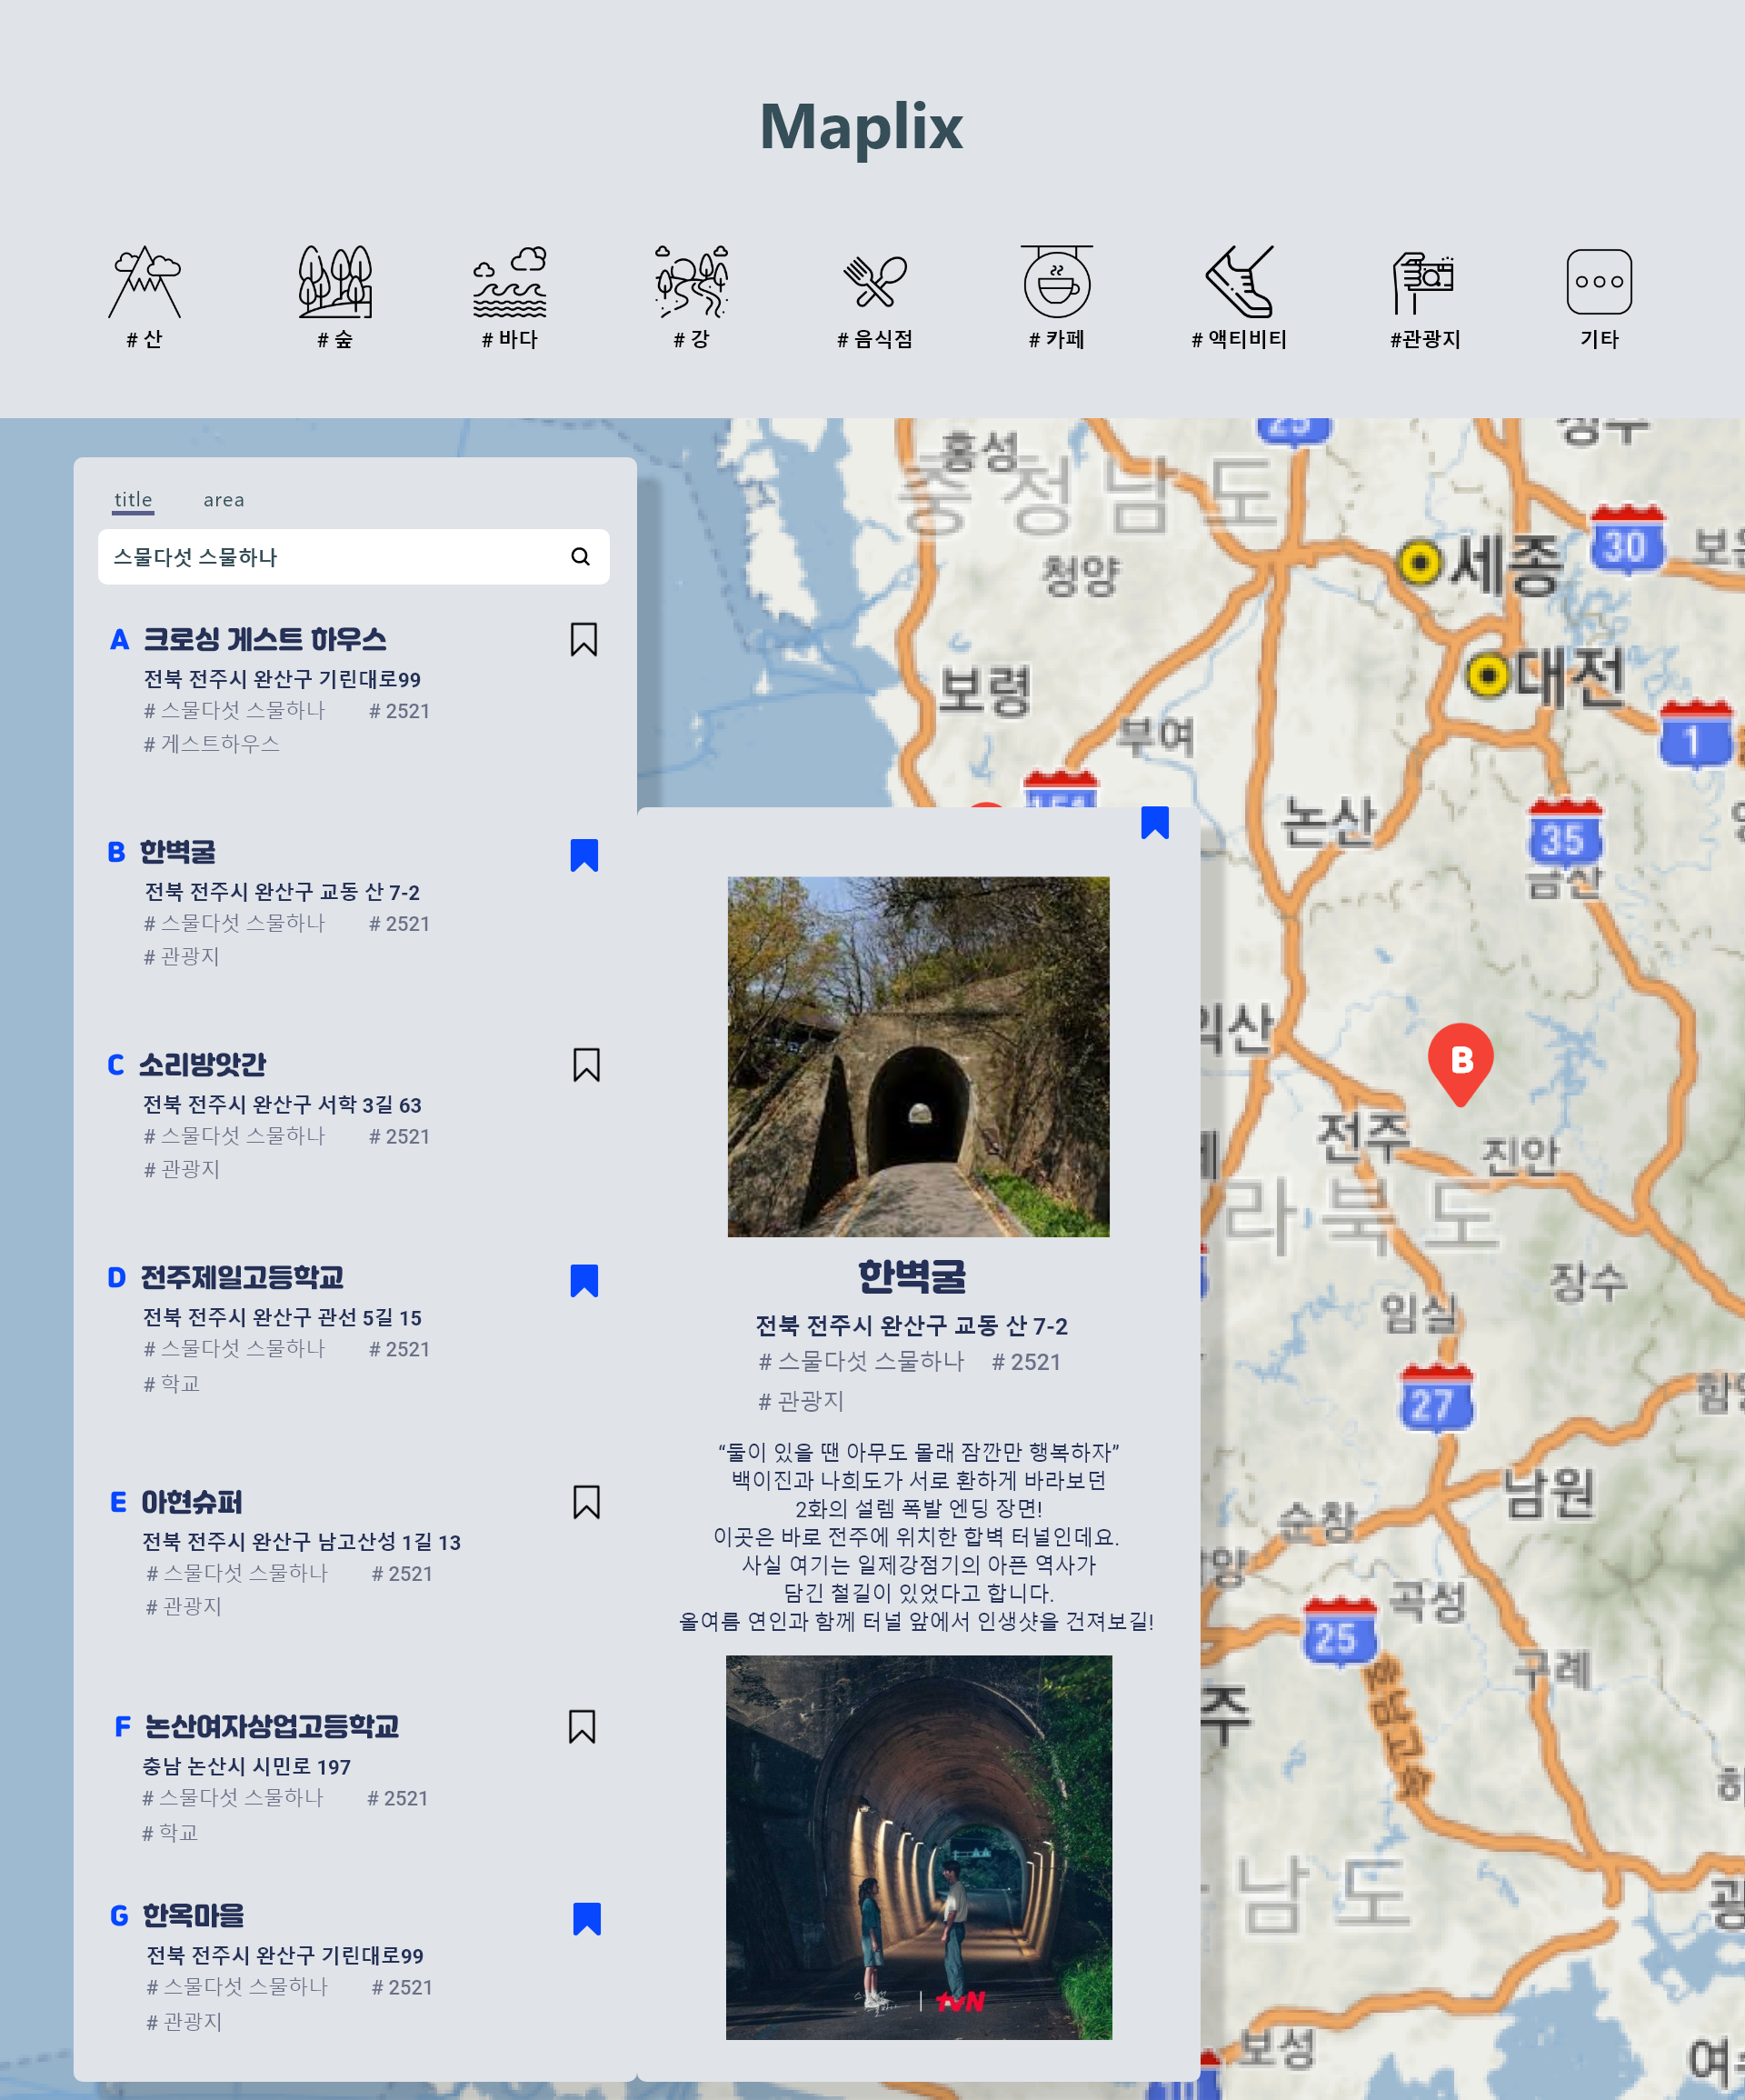 Maplix
# 산
# 숲
# 바다
# 강
# 음식점
# 카페
# 액티비티
#관광지
기타
title area
스물다섯 스물하나
A 크로싱 게스트 하우스
전북 전주시 완산구 기린대로99
# 스물다섯 스물하나 # 2521
# 게스트하우스
B 한벽굴
전북 전주시 완산구 교동 산 7-2
# 스물다섯 스물하나 # 2521
# 관광지
C 소리방앗간
전북 전주시 완산구 서학 3길 63
# 스물다섯 스물하나 # 2521
# 관광지
D 전주제일고등학교
전북 전주시 완산구 관선 5길 15
# 스물다섯 스물하나 # 2521
# 학교
E 아현슈퍼
전북 전주시 완산구 남고산성 1길 13
# 스물다섯 스물하나 # 2521
# 관광지
F 논산여자상업고등학교
충남 논산시 시민로 197
# 스물다섯 스물하나 # 2521
# 학교
G 한옥마을
전북 전주시 완산구 기린대로99
# 스물다섯 스물하나 # 2521
# 관광지
한벽굴
전북 전주시 완산구 교동 산 7-2
# 스물다섯 스물하나 # 2521
# 관광지
“둘이 있을 땐 아무도 몰래 잠깐만 행복하자”
백이진과 나희도가 서로 환하게 바라보던
2화의 설렘 폭발 엔딩 장면!
이곳은 바로 전주에 위치한 합벽 터널인데요.
사실 여기는 일제강점기의 아픈 역사가
담긴 철길이 있었다고 합니다.
올여름 연인과 함께 터널 앞에서 인생샷을 건져보길!
스물다섯
스물하나
tvN
25
홍성
충청남도
30
세종
청양
대전
보령
부여
1
논산
35
금산
익산
B
전주
진안
라북도
장수
임실
27
남원
순창
곡성
25
구례
주
호남고속
남도
보성